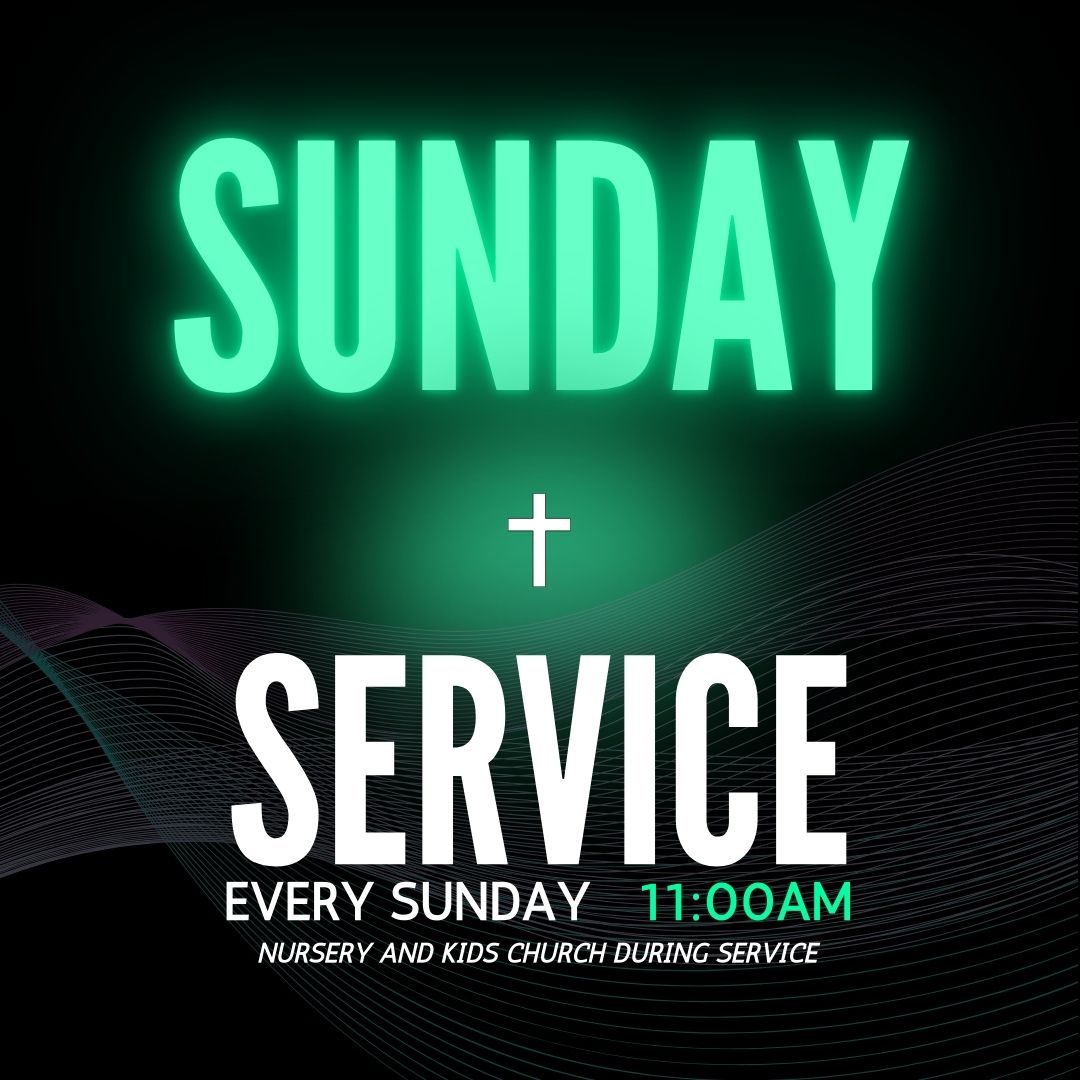 SUNDAY
SERVICE
EVERY SUNDAY 11:00AM
NURSERY AND KIDS CHURCH DURING SERVICE